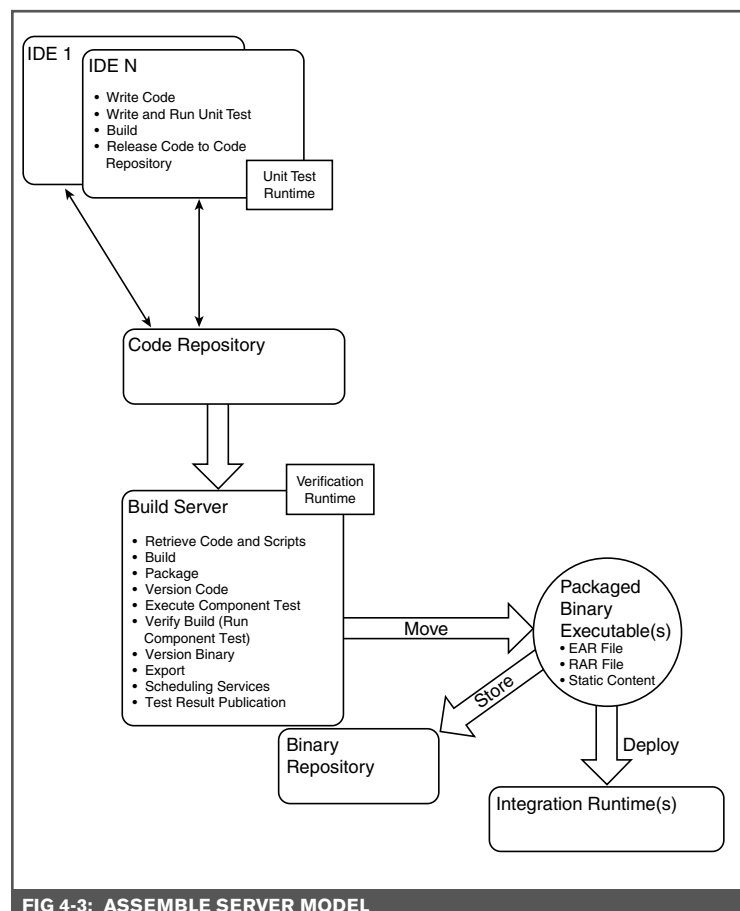 IDE 1
IDE N
• Write Code
• Write and Run Unit Test
• Build
• Release Code to Code
Repository
Unit Test
Runtime
Code Repository
Verification
Runtime
Build Server
• Retrieve Code and Scripts
• Build
• Package
• Version Code
• Execute Component Test
• Verify Build (Run
Component Test)
• Version Binary
• Export
• Scheduling Services
• Test Result Publication
Move
Packaged
Binary
Executable(s)
• EAR File
• RAR File
• Static Content
Store
Binary
Repository
Deploy
Integration Runtime(s)
FIG 4-3: ASSEMBLE SERVER MODEL